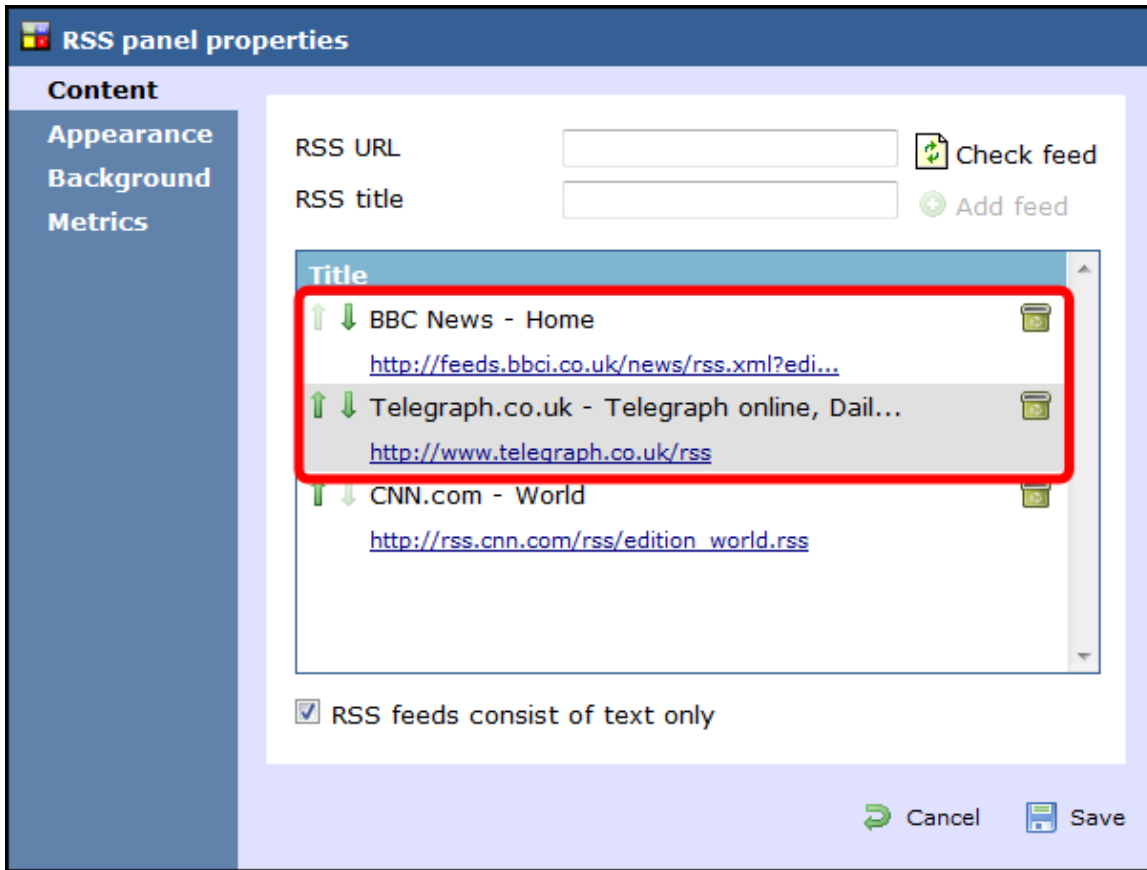 RSS panel properties
Content
Appearance
Background
Metrics
RSS URL
Check feed
RSS title
Add feed
Title
BBC News - Home
http://feeds.bbci.co.uk/news/rss.xml?edi...
Telegraph.co.uk - Telegraph online, Dail...
http://www.telegraph.co.uk/rss
CNN.com - World
http://rss.cnn.com/rss/edition_world.rss
RSS feeds consist of text only
Cancel
Save